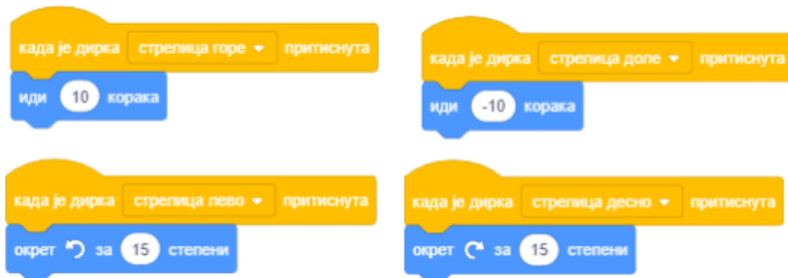 када је дирка стрелица горе притиснута
иди 10 корака
када је дирка стрелица доле притиснута
иди -10 корака
када је дирка стрелица лево притиснута
окрет за 15 степени
када је дирка стрелица десно притиснута
окрет за 15 степени